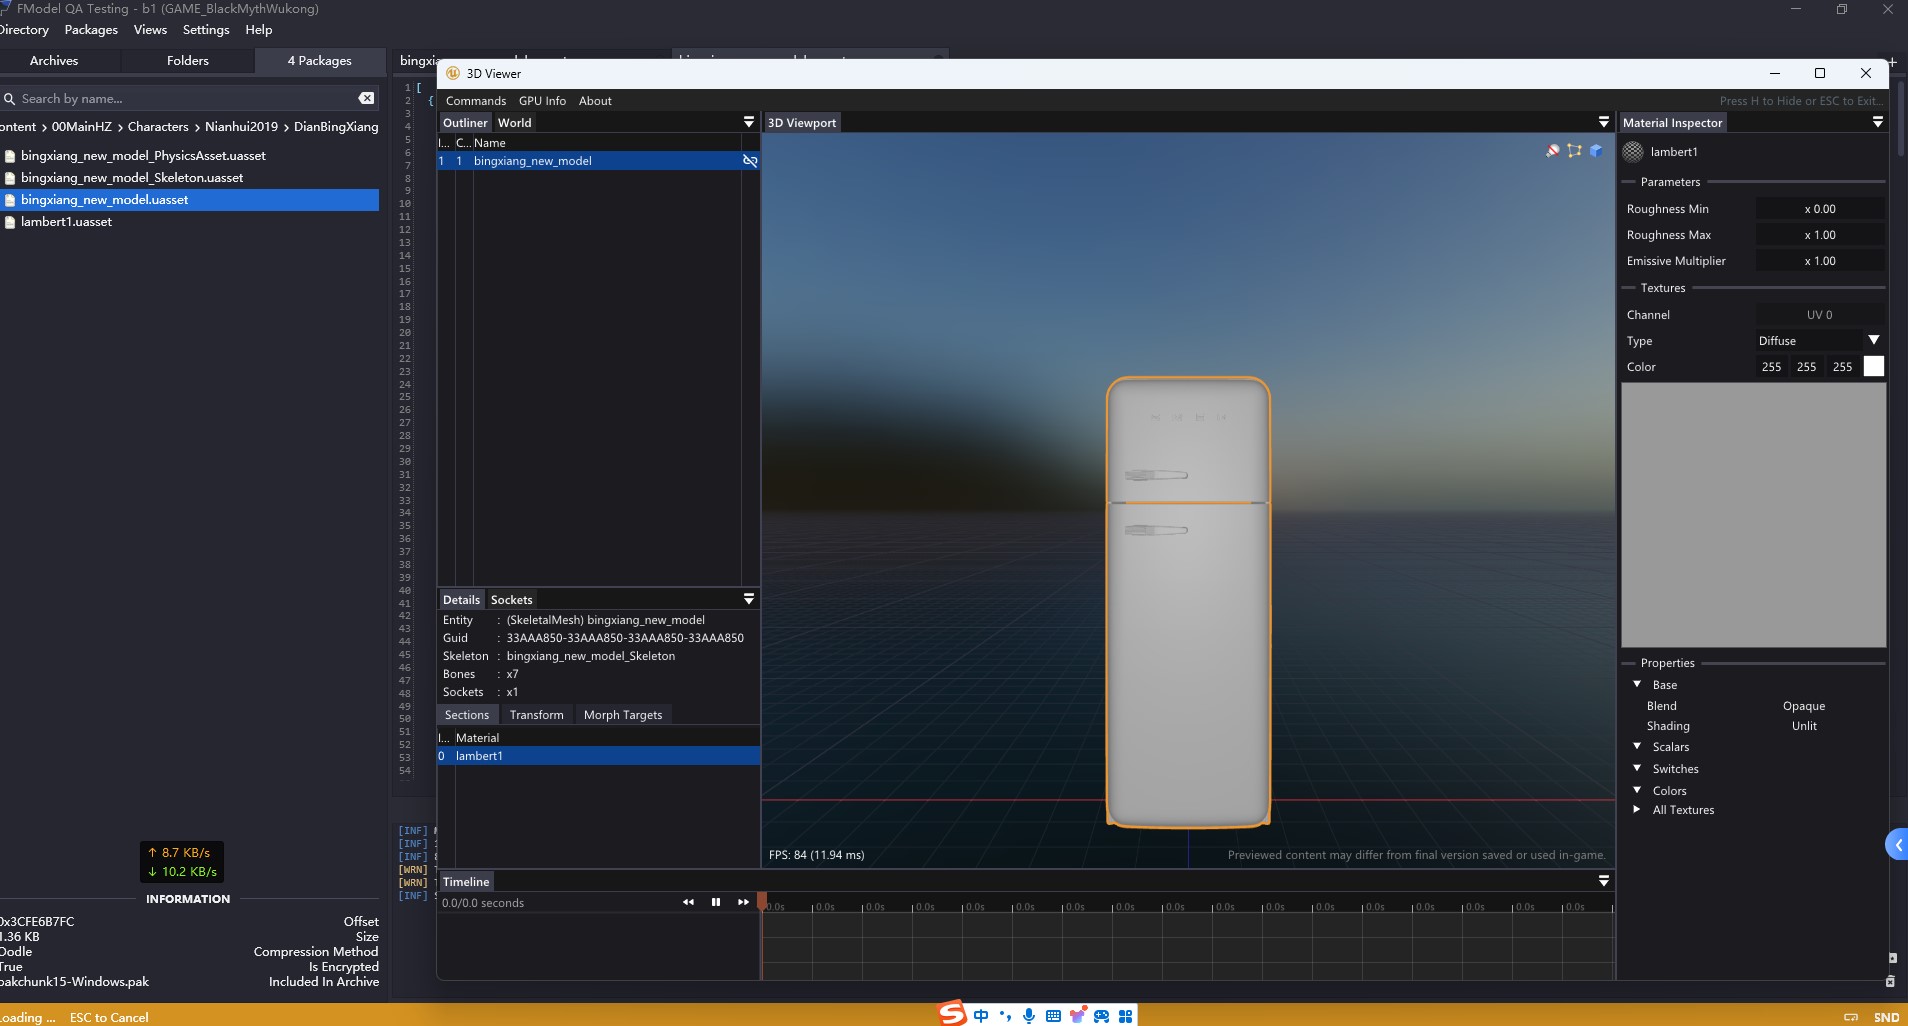 FModel QA Testing - b1 (GAME_BlackMythWukong)
Directory Packages Views Settings Help
Archives Folders 4 Packages
Search by name...
ontent > 00MainHZ > Characters > Nianhui2019 > DianBingXiang
bingxiang_new_model_PhysicsAsset.uasset
bingxiang_new_model_Skeleton.uasset
bingxiang_new_model.uasset
lambert1.uasset
↑ 8.7 KB/s
↓ 10.2 KB/s
INFORMATION
0x3CFE6B7FC Offset
1.36 KB Size
Oodle Compression Method
True Is Encrypted
pakchunk15-Windows.pak Included In Archive
Loading ... ESC to Cancel
bingxia
1 [
2 {
3
4
5
6
7
8
9
10
11
12
13
14
15
16
17
18
19
20
21
22
23
24
25
26
27
28
29
30
31
32
33
34
35
36
37
38
39
40
41
42
43
44
45
46
47
48
49
50
51
52
53
54
[INF]
[INF]
[INF]
[WRN]
[WRN]
[INF]
3D Viewer
Commands GPU Info About
Press H to Hide or ESC to Exit...
Outliner World
I... C... Name
1 1 bingxiang_new_model
Details Sockets
Entity : (SkeletalMesh) bingxiang_new_model
Guid : 33AAA850-33AAA850-33AAA850-33AAA850
Skeleton : bingxiang_new_model_Skeleton
Bones : x7
Sockets : x1
Sections Transform Morph Targets
I... Material
0 lambert1
3D Viewport
FPS: 84 (11.94 ms)
Previewed content may differ from final version saved or used in-game.
Timeline
0.0/0.0 seconds
0.0s 0.0s 0.0s 0.0s 0.0s 0.0s 0.0s 0.0s 0.0s 0.0s 0.0s 0.0s 0.0s 0.0s 0.0s 0.0s 0.0s
Material Inspector
lambert1
Parameters
Roughness Min x 0.00
Roughness Max x 1.00
Emissive Multiplier x 1.00
Textures
Channel UV 0
Type Diffuse
Color 255 255 255
Properties
Base
Blend Opaque
Shading Unlit
Scalars
Switches
Colors
All Textures
S 中
SND